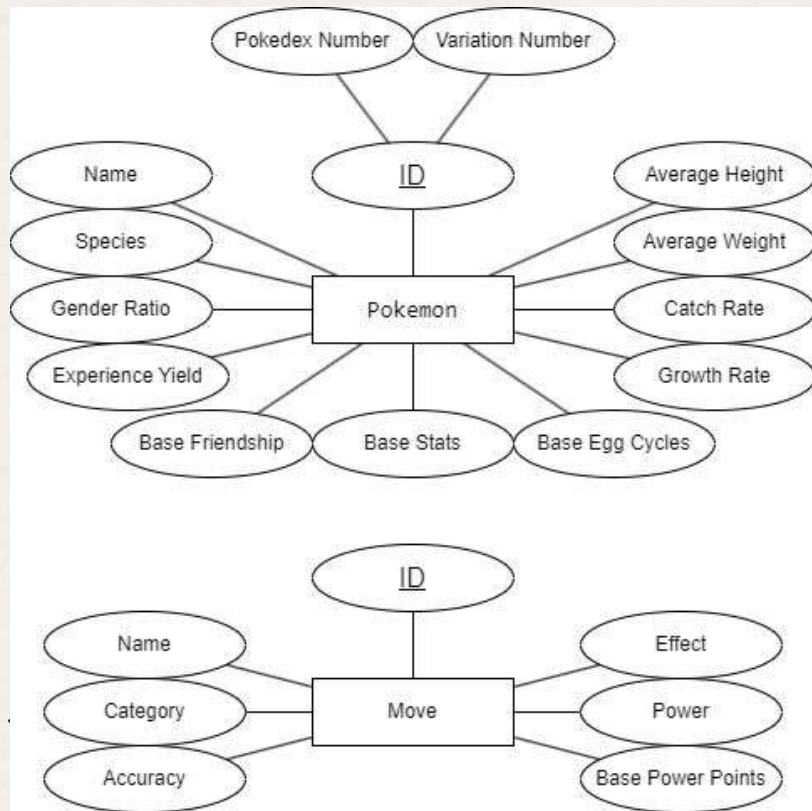 Pokedex Number Variation Number
ID
Name Average Height
Species Average Weight
Gender Ratio Pokemon Catch Rate
Experience Yield Growth Rate
Base Friendship Base Stats Base Egg Cycles
ID
Name Effect
Category Move Power
Accuracy Base Power Points